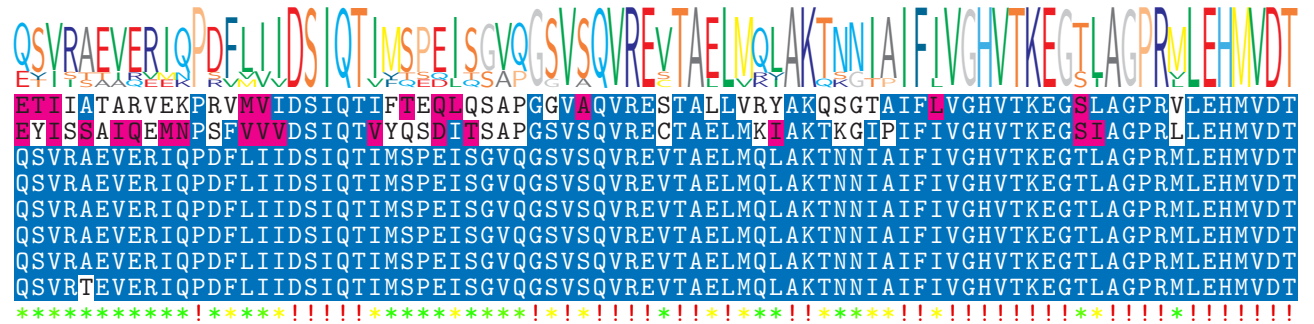 QSVRAEVERIQPDFLIIDSIQTIMSPEISGVQGSVSQVREVTAELMQLAKTNNIAIFIVGHVTKEGTLAGPRMLEHMVDT
ETIIATARVEKPRVMVIDSIQTIFTEQLQSAPGGVAQVRESTALLVRYAKQSGTAIFLVGHVTKEGSLAGPRVLEHMVDT
EYISSAIQEMNPSFVVVDSIQTVYQSDITSAPGSVSQVRECTAELMKIAKTKGIPIFIVGHVTKEGSIAGPRLLEHMVDT
QSVRAEVERIQPDFLIIDSIQTIMSPEISGVQGSVSQVREVTAELMQLAKTNNIAIFIVGHVTKEGTLAGPRMLEHMVDT
QSVRAEVERIQPDFLIIDSIQTIMSPEISGVQGSVSQVREVTAELMQLAKTNNIAIFIVGHVTKEGTLAGPRMLEHMVDT
QSVRAEVERIQPDFLIIDSIQTIMSPEISGVQGSVSQVREVTAELMQLAKTNNIAIFIVGHVTKEGTLAGPRMLEHMVDT
QSVRAEVERIQPDFLIIDSIQTIMSPEISGVQGSVSQVREVTAELMQLAKTNNIAIFIVGHVTKEGTLAGPRMLEHMVDT
QSVRAEVERIQPDFLIIDSIQTIMSPEISGVQGSVSQVREVTAELMQLAKTNNIAIFIVGHVTKEGTLAGPRMLEHMVDT
QSVRTEVERIQPDFLIIDSIQTIMSPEISGVQGSVSQVREVTAELMQLAKTNNIAIFIVGHVTKEGTLAGPRMLEHMVDT
***********!*****!!!!!**********!*!*!!!!*!!*!***!!*****!!*!!!!!!!!**!!!!*!!!!!!!